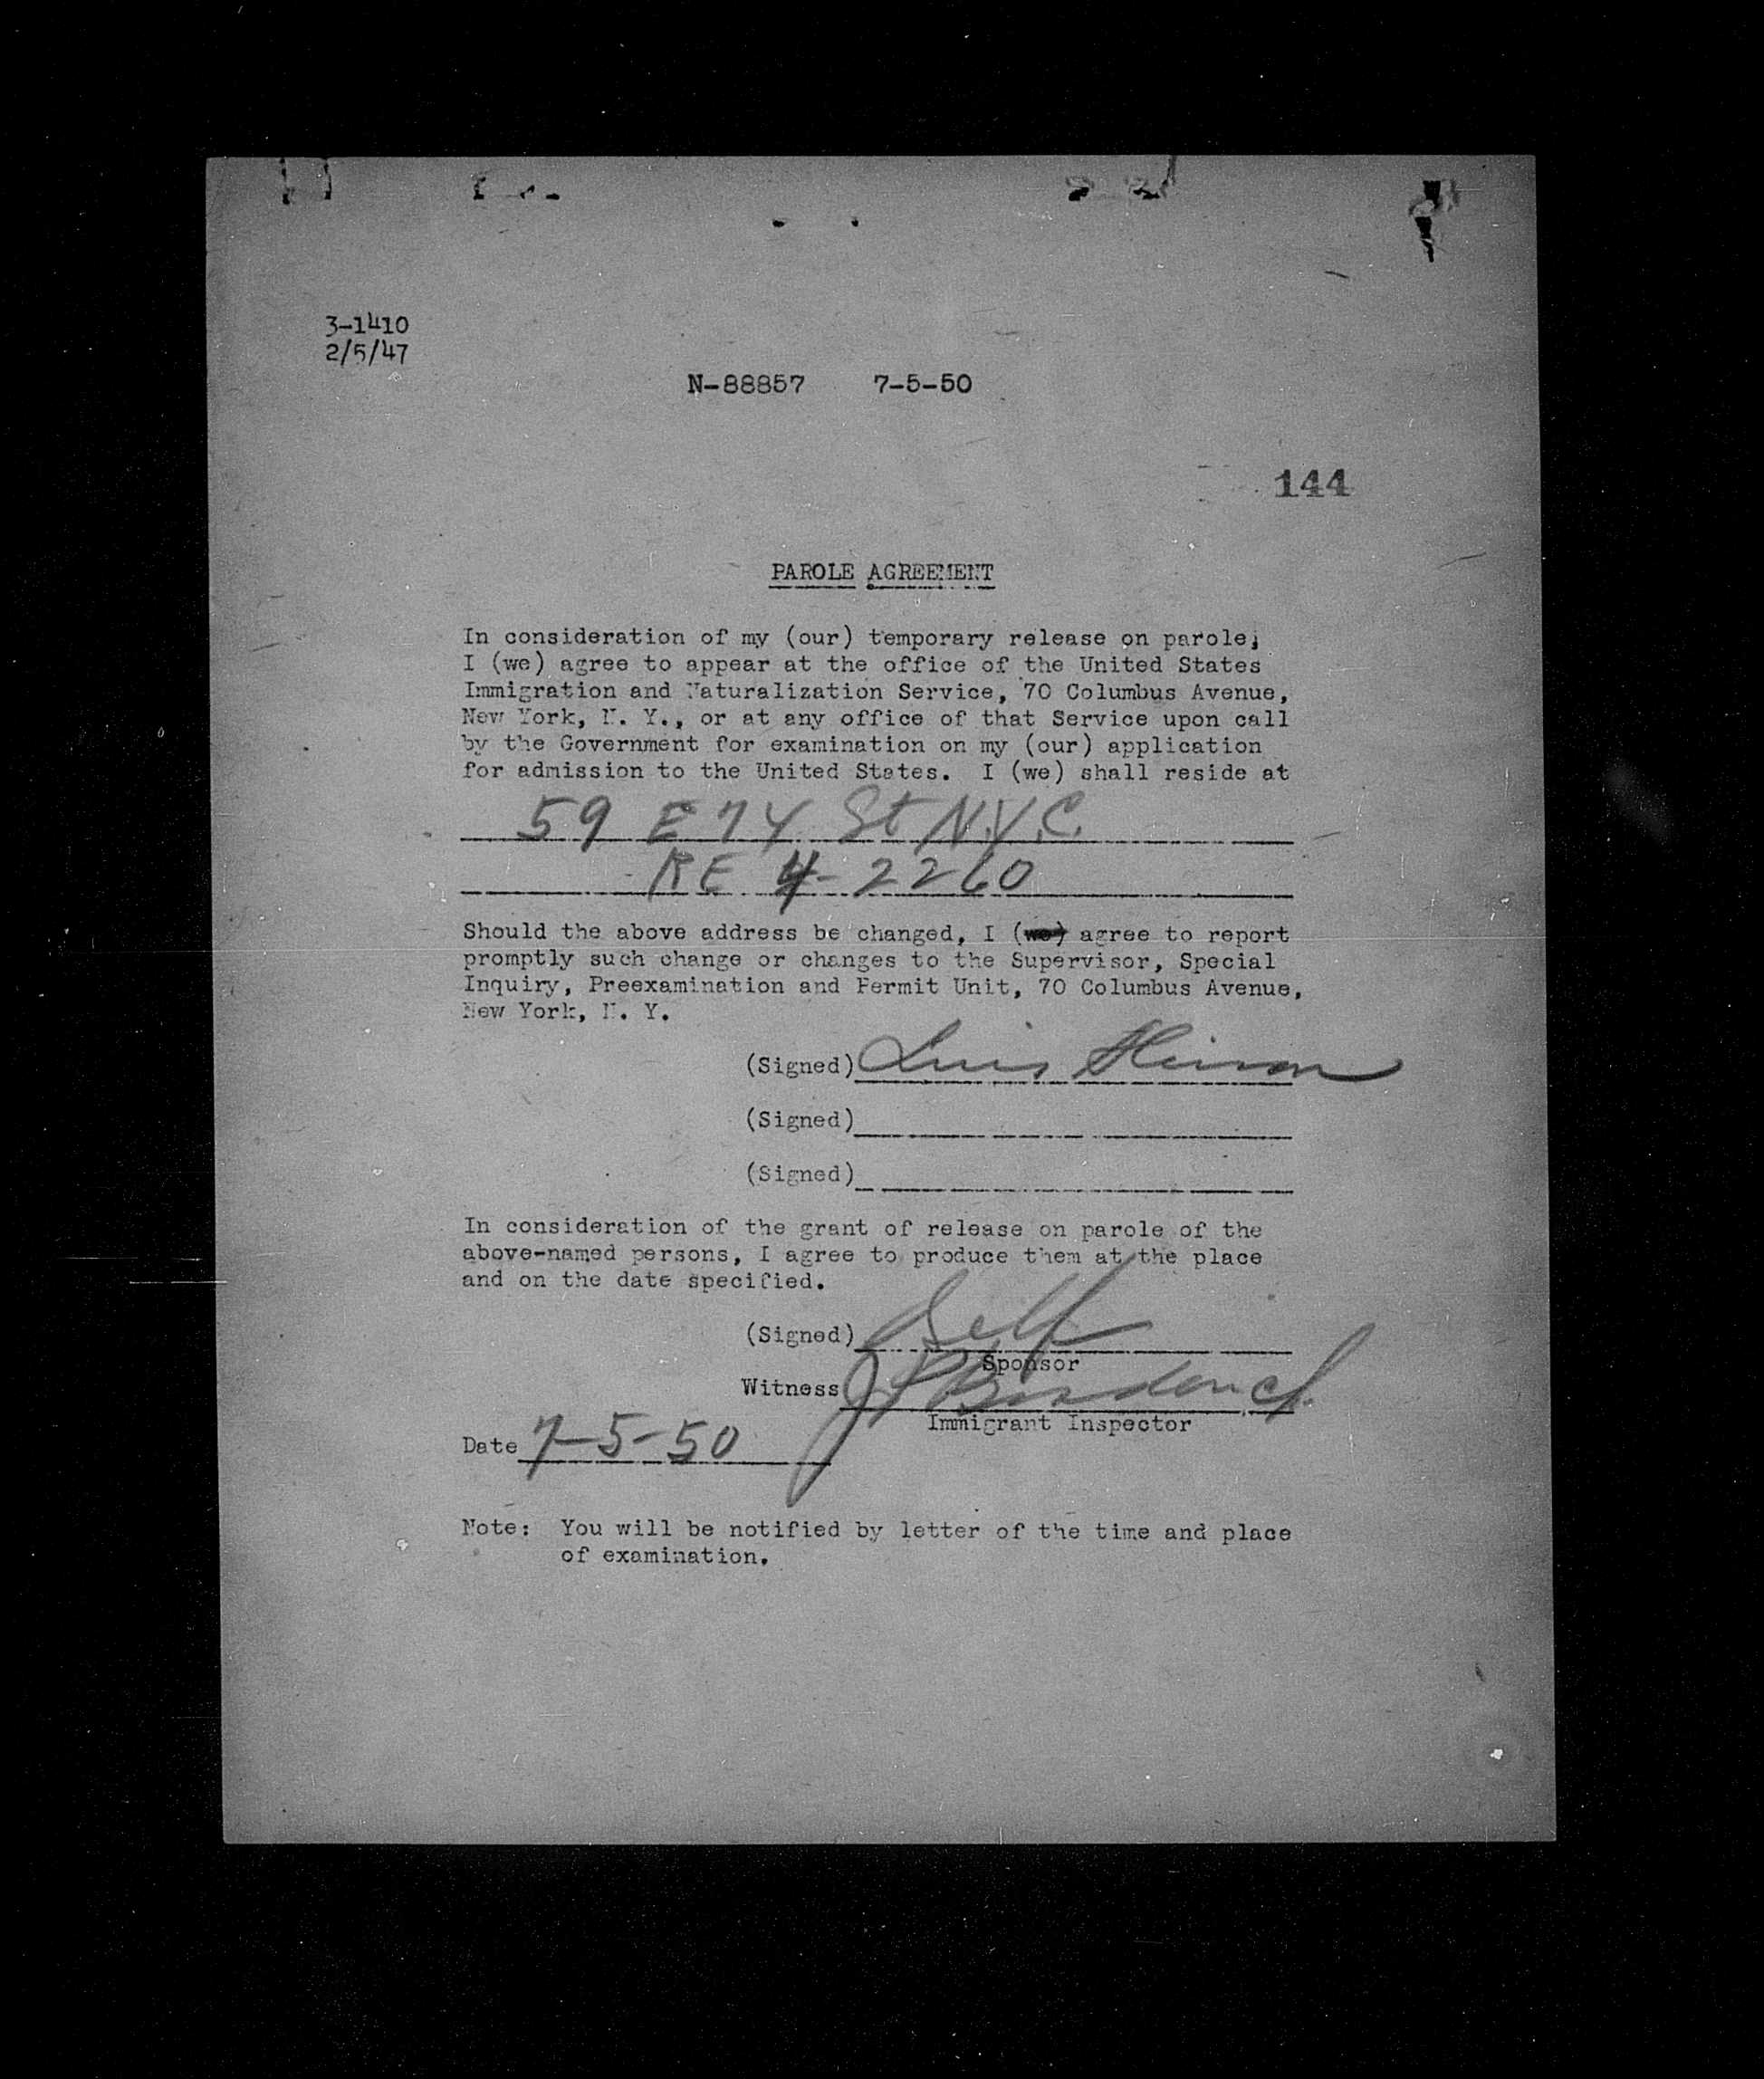 3-1410
2/5/47
N-88857 7-5-50
144
PAROLE AGREEMENT
In consideration of my (our) temporary release on parole,
I (we) agree to appear at the office of the United States
Immigration and Naturalization Service, 70 Columbus Avenue,
New York, N. Y., or at any office of that Service upon call
by the Government for examination on my (our) application
for admission to the United States. I (we) shall reside at
59 E 74 St N.Y.C.
RE 4-2260
Should the above address be changed, I (we) agree to report
promptly such change or changes to the Supervisor, Special
Inquiry, Preexamination and Permit Unit, 70 Columbus Avenue,
New York, N. Y.
(Signed) Luis
(Signed)
(Signed)
In consideration of the grant of release on parole of the
above-named persons, I agree to produce them at the place
and on the date specified.
(Signed) Self
Sponsor
Witness
Immigrant Inspector
Date 7-5-50
Note: You will be notified by letter of the time and place
of examination.